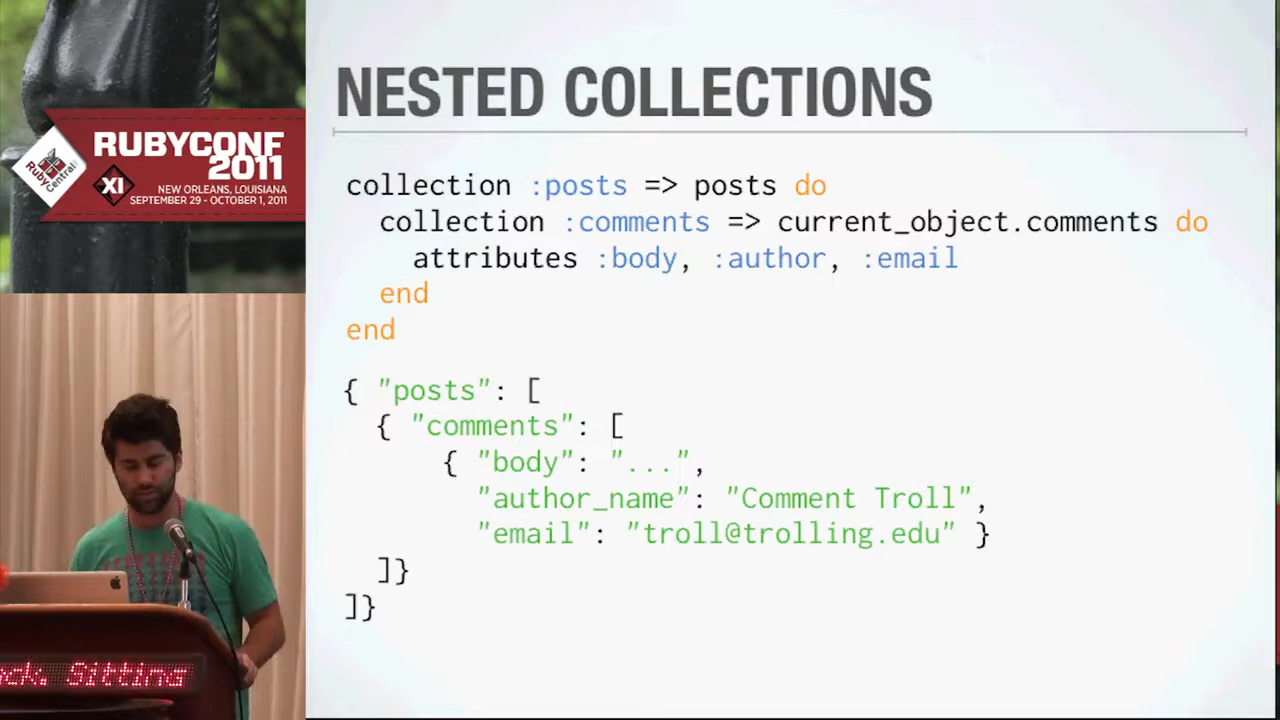 RUBYCONF
2011
RubyCentral
XI
NEW ORLEANS, LOUISIANA
SEPTEMBER 29 - OCTOBER 1, 2011
NESTED COLLECTIONS
collection :posts => posts do
collection :comments => current_object.comments do
attributes :body, :author, :email
end
end
{ "posts": [
{ "comments": [
{ "body": "...",
"author_name": "Comment Troll",
"email": "troll@trolling.edu" }
]}
]}
ck. Sitting